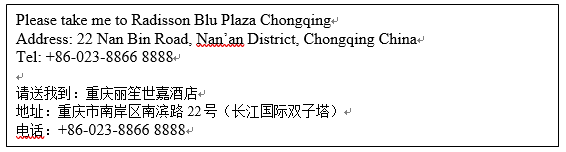 Please take me to Radisson Blu Plaza Chongqing
Address: 22 Nan Bin Road, Nan’an District, Chongqing China
Tel: +86-023-8866 8888
请送我到：重庆丽笙世嘉酒店
地址：重庆市南岸区南滨路 22 号（长江国际双子塔）
电话：+86-023-8866 8888